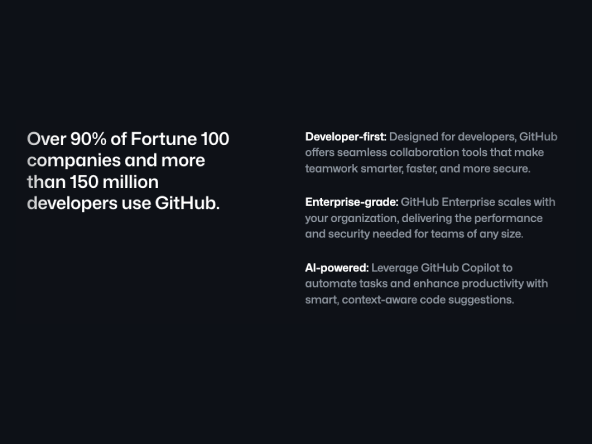 Over 90% of Fortune 100
companies and more
than 150 million
developers use GitHub.
Developer-first: Designed for developers, GitHub
offers seamless collaboration tools that make
teamwork smarter, faster, and more secure.
Enterprise-grade: GitHub Enterprise scales with
your organization, delivering the performance
and security needed for teams of any size.
AI-powered: Leverage GitHub Copilot to
automate tasks and enhance productivity with
smart, context-aware code suggestions.